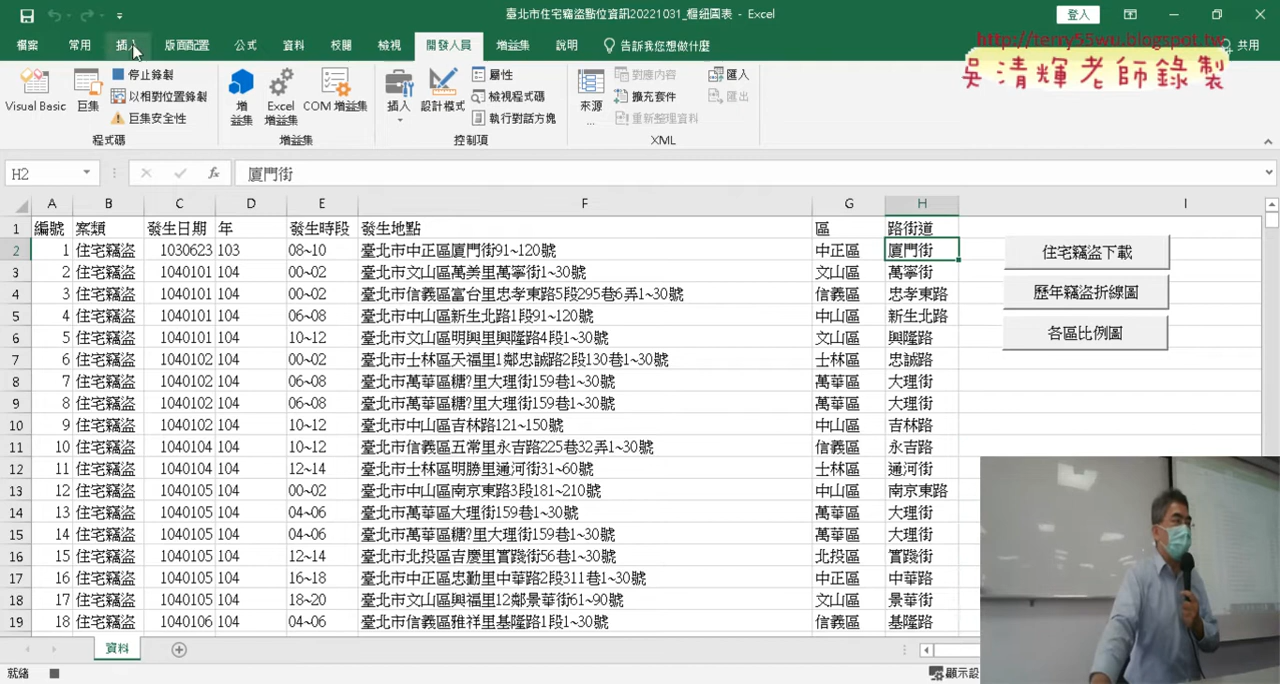 臺北市住宅竊盜點位資訊20221031_樞紐圖表 - Excel
登入
檔案 常用 插入 版面配置 公式 資料 校閱 檢視 開發人員 增益集 說明 告訴我您想做什麼 共用
http://terry55wu.blogspot.tw
吳清輝老師錄製
Visual Basic 巨集 停止錄製 以相對位置錄製 巨集安全性
增益集 Excel 增益集 COM 增益集
插入 設計模式 屬性 檢視程式碼 執行對話方塊
來源... 對應內容 擴充套件 重新整理資料 匯入 匯出
程式碼 增益集 控制項 XML
H2 fx 廈門街
A B C D E F G H I
1 編號 案類 發生日期 年 發生時段 發生地點 區 路街道
2 1 住宅竊盜 1030623 103 08~10 臺北市中正區廈門街91~120號 中正區 廈門街
3 2 住宅竊盜 1040101 104 00~02 臺北市文山區萬美里萬寧街1~30號 文山區 萬寧街
4 3 住宅竊盜 1040101 104 00~02 臺北市信義區富台里忠孝東路5段295巷6弄1~30號 信義區 忠孝東路
5 4 住宅竊盜 1040101 104 06~08 臺北市中山區新生北路1段91~120號 中山區 新生北路
6 5 住宅竊盜 1040101 104 10~12 臺北市文山區明興里興隆路4段1~30號 文山區 興隆路
7 6 住宅竊盜 1040102 104 00~02 臺北市士林區天福里1鄰忠誠路2段130巷1~30號 士林區 忠誠路
8 7 住宅竊盜 1040102 104 06~08 臺北市萬華區糖?里大理街159巷1~30號 萬華區 大理街
9 8 住宅竊盜 1040102 104 06~08 臺北市萬華區糖?里大理街159巷1~30號 萬華區 大理街
10 9 住宅竊盜 1040102 104 10~12 臺北市中山區吉林路121~150號 中山區 吉林路
11 10 住宅竊盜 1040104 104 10~12 臺北市信義區五常里永吉路225巷32弄1~30號 信義區 永吉路
12 11 住宅竊盜 1040104 104 12~14 臺北市士林區明勝里通河街31~60號 士林區 通河街
13 12 住宅竊盜 1040105 104 00~02 臺北市中山區南京東路3段181~210號 中山區 南京東路
14 13 住宅竊盜 1040105 104 04~06 臺北市萬華區大理街159巷1~30號 萬華區 大理街
15 14 住宅竊盜 1040105 104 04~06 臺北市萬華區大理街159巷1~30號 萬華區 大理街
16 15 住宅竊盜 1040105 104 12~14 臺北市北投區吉慶里實踐街56巷1~30號 北投區 實踐街
17 16 住宅竊盜 1040105 104 16~18 臺北市中正區忠勤里中華路2段311巷1~30號 中正區 中華路
18 17 住宅竊盜 1040105 104 18~20 臺北市文山區興福里12鄰景華街61~90號 文山區 景華街
19 18 住宅竊盜 1040106 104 04~06 臺北市信義區雅祥里基隆路1段1~30號 信義區 基隆路
住宅竊盜下載
歷年竊盜折線圖
各區比例圖
資料
就緒 顯示設